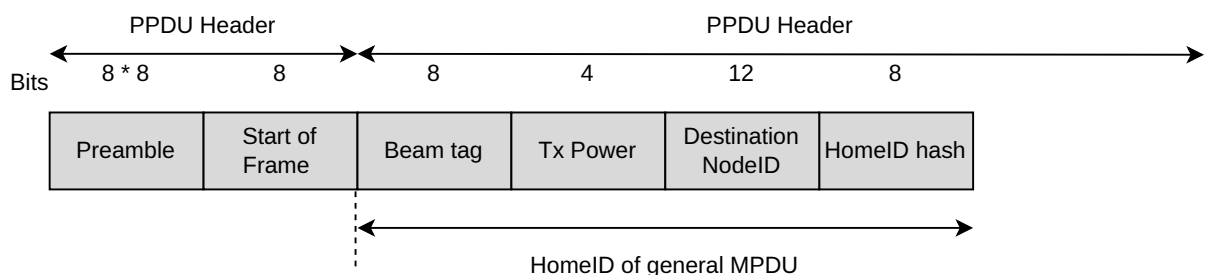 PPDU Header PPDU Header
Bits 8 * 8 8 8 4 12 8
Preamble Start of Frame Beam tag Tx Power Destination NodeID HomeID hash
HomeID of general MPDU